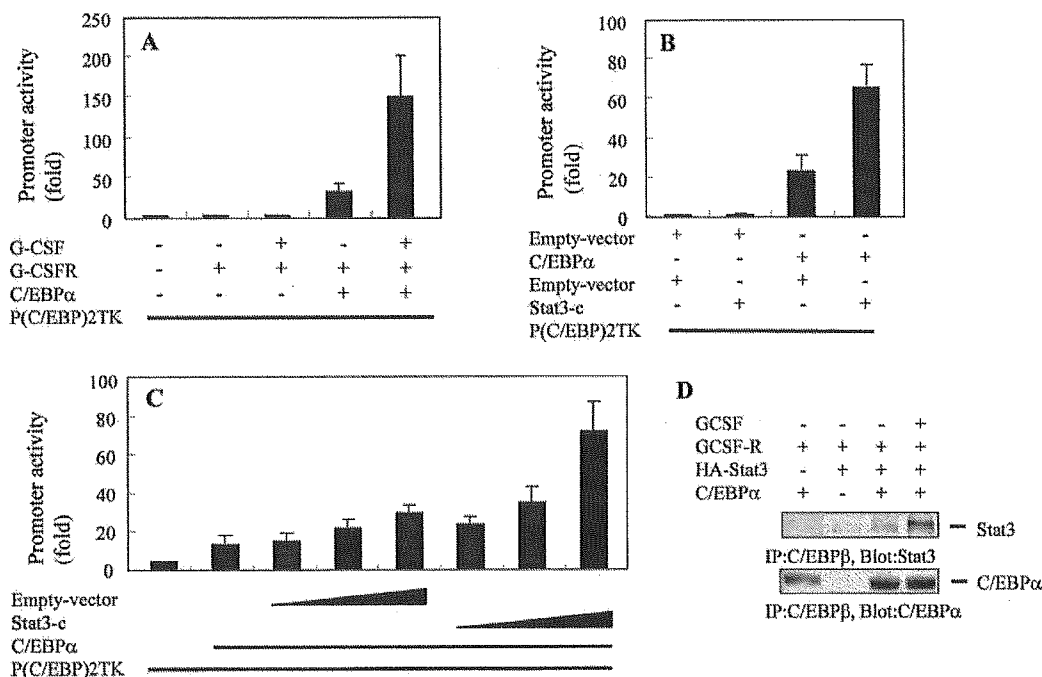 A
Promoter activity
(fold)
250
200
150
100
50
0
G-CSF - - + - +
G-CSFR - + + + +
C/EBPα - - - + +
P(C/EBP)2TK
B
Promoter activity
(fold)
100
80
60
40
20
0
Empty-vector + + - -
C/EBPα - - + +
Empty-vector + - + -
Stat3-c - + - +
P(C/EBP)2TK
C
Promoter activity
(fold)
100
80
60
40
20
0
Empty-vector
Stat3-c
C/EBPα
P(C/EBP)2TK
D
GCSF - - - +
GCSF-R + + + +
HA-Stat3 - + + +
C/EBPα + - + +
Stat3
IP:C/EBPβ, Blot:Stat3
C/EBPα
IP:C/EBPβ, Blot:C/EBPα